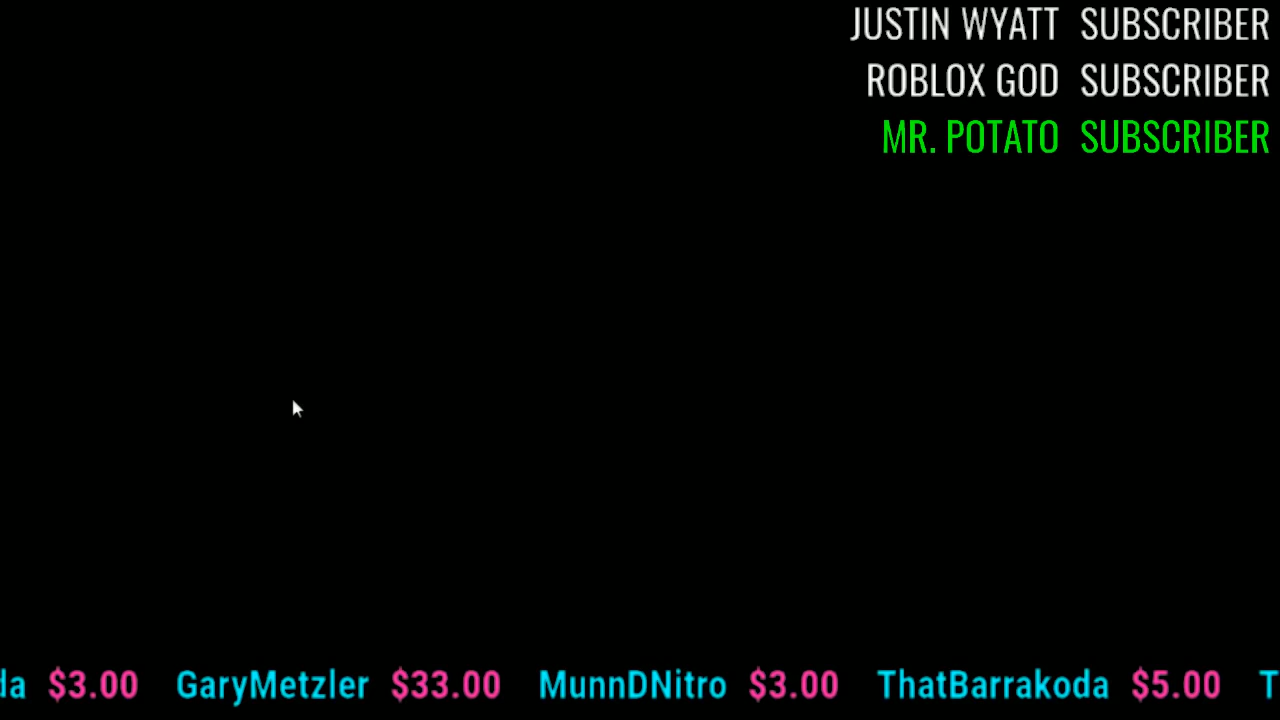 JUSTIN WYATT SUBSCRIBER
ROBLOX GOD SUBSCRIBER
MR. POTATO SUBSCRIBER
da $3.00 GaryMetzler $33.00 MunnDNitro $3.00 ThatBarrakoda $5.00 T